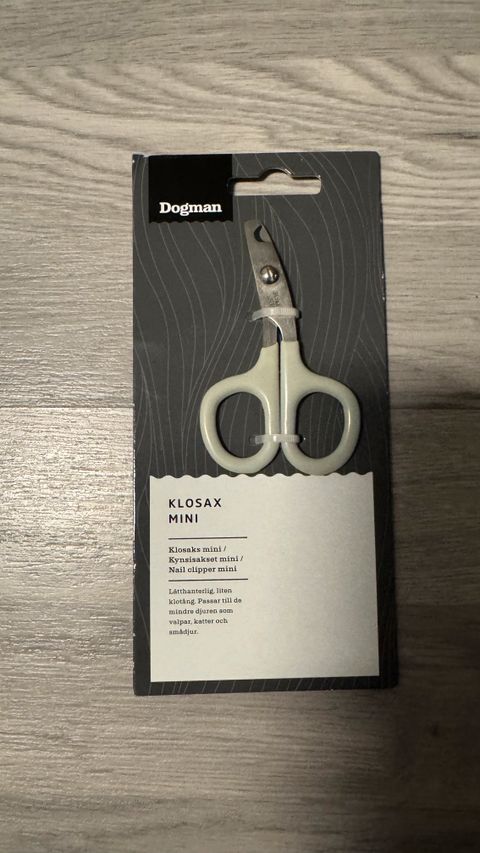 Dogman
KLOSAX
MINI
Klosaks mini /
Kynsisakset mini /
Nail clipper mini
Lätthanterlig, liten
klotång. Passar till de
mindre djuren som
valpar, katter och
smådjur.